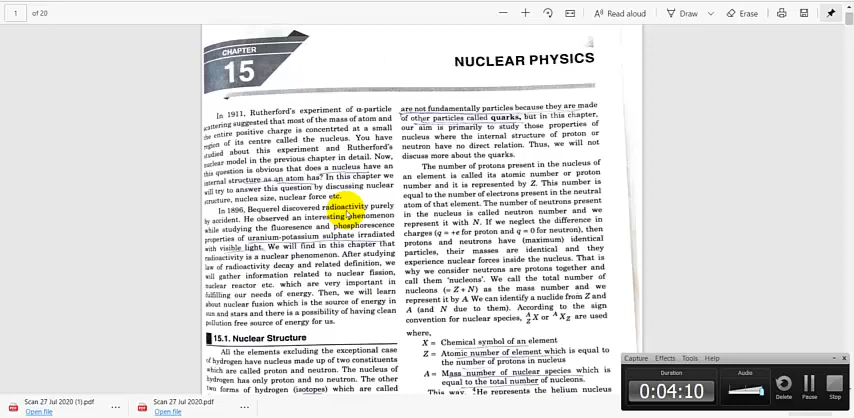 1 of 20
Read aloud
Draw
Erase
CHAPTER
15
NUCLEAR PHYSICS
In 1911, Rutherford's experiment of α-particle
scattering suggested that most of the mass of atom and
the entire positive charge is concentrted at a small
region of its centre called the nucleus. You have
studied about this experiment and Rutherford's
nuclear model in the previous chapter in detail. Now,
this question is obvious that does a nucleus have an
internal structure as an atom has? In this chapter we
will try to answer this question by discussing nuclear
structure, nuclea size, nuclear force etc.
In 1896, Bequerel discovered radioactivity purely
by accident. He observed an interesting phenomenon
while studying the fluoresence and phosphorescence
properties of uranium-potassium sulphate irradiated
with visible light. We will find in this chapter that
radioactivity is a nuclear phenomenon. After studying
law of radioactivity decay and related definition, we
will gather information related to nuclear fission,
nuclear reactor etc. which are very important in
fulfilling our needs of energy. Then, we will learn
about nuclear fusion which is the source of energy in
sun and stars and there is a possibility of having clean
pollution free source of energy for us.
15.1. Nuclear Structure
All the elements excluding the exceptional case
of hydrogen have nucleus made up of two constituents
which are called proton and neutron. The nucleus of
hydrogen has only proton and no neutron. The other
two forms of hydrogen (isotopes) which are called
are not fundamentally particles because they are made
of other particles called quarks, but in this chapter,
our aim is primarily to study those properties of
nucleus where the internal structure of proton or
neutron have no direct relation. Thus, we will not
discuss more about the quarks.
The number of protons present in the nucleus of
an element is called its atomic number or proton
number and it is represented by Z. This number is
equal to the number of electrons present in the neutral
atom of that element. The number of neutrons present
in the nucleus is called neutron number and we
represent it with N. If we neglect the difference in
charges (q = +e for proton and q = 0 for neutron), then
protons and neutrons have (maximum) identical
particles, their masses are identical and they
experience nuclear forces inside the nucleus. That is
why we consider neutrons are protons together and
call them 'nucleons'. We call the total number of
nucleons (= Z + N) as the mass number and we
represent it by A. We can identify a nuclide from Z and
A (and N due to them). According to the sign
convention for nuclear species, ᴬ_Z X or ᴬX_Z are used
where,
X = Chemical symbol of an element
Z = Atomic number of element which is equal to
the number of protons in nucleus
A = Mass number of nuclear species which is
equal to the total number of nucleons.
This way, ⁴He represents the helium nucleus
Capture Effects Tools Help
Duration
0:04:10
Audio
Delete
Pause
Stop
Scan 27 Jul 2020 (1).pdf
Open file
Scan 27 Jul 2020.pdf
Open file